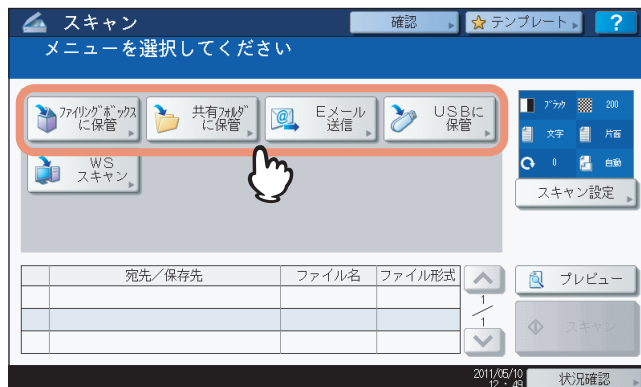 スキャン
確認
テンプレート
?
メニューを選択してください
ファイリングボックス
に保管
共有フォルダ
に保管
Eメール
送信
USBに
保管
WS
スキャン
ブラック
200
文字
片面
0
自動
スキャン設定
宛先／保存先
ファイル名
ファイル形式
1
1
プレビュー
スキャン
2011/05/10
12:49
状況確認